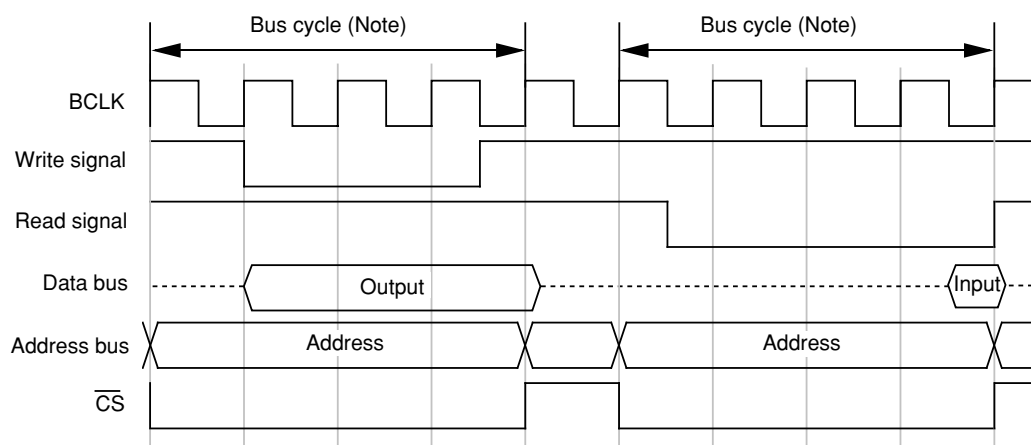 Bus cycle (Note) Bus cycle (Note)
BCLK
Write signal
Read signal
Data bus Output Input
Address bus Address Address
C̅S̅